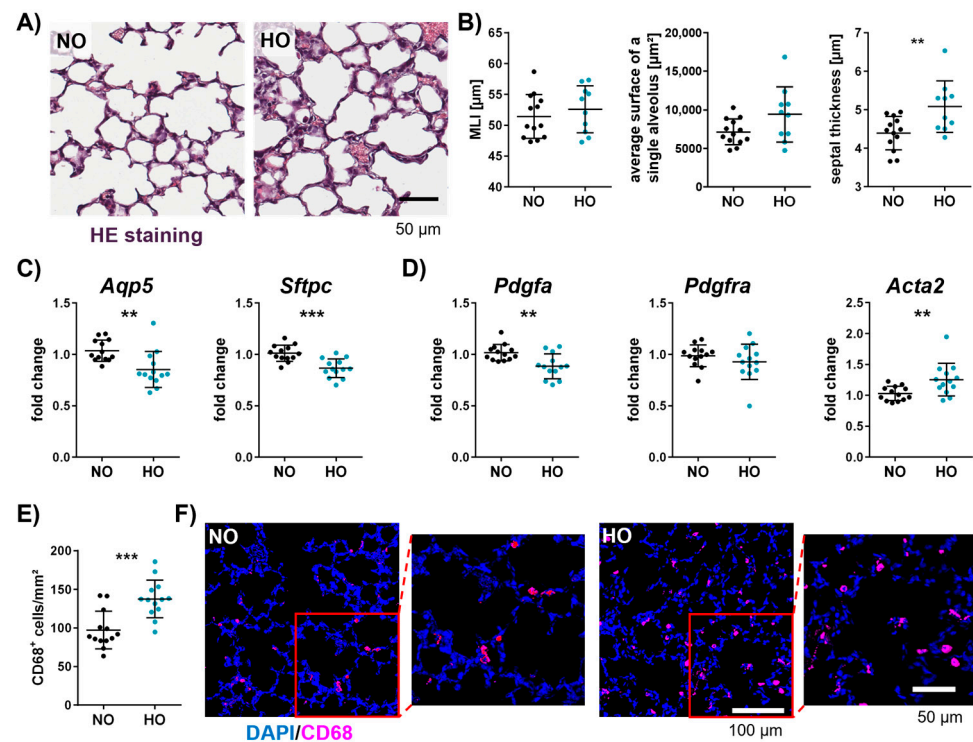 A)
NO
HO
50 µm
HE staining
B)
MLI [µm]
65
60
55
50
45
40
NO HO
average surface of a
single alveolus [µm²]
20,000
15,000
10,000
5000
0
NO HO
septal thickness [µm]
**
7
6
5
4
3
NO HO
C)
Aqp5
**
fold change
1.5
1.0
0.5
0.0
NO HO
Sftpc
***
fold change
1.5
1.0
0.5
0.0
NO HO
D)
Pdgfa
**
fold change
1.5
1.0
0.5
0.0
NO HO
Pdgfra
fold change
1.5
1.0
0.5
0.0
NO HO
Acta2
**
fold change
2.5
2.0
1.5
1.0
0.5
0.0
NO HO
E)
***
CD68⁺ cells/mm²
200
150
100
50
0
NO HO
F)
NO
HO
DAPI/CD68
100 µm
50 µm